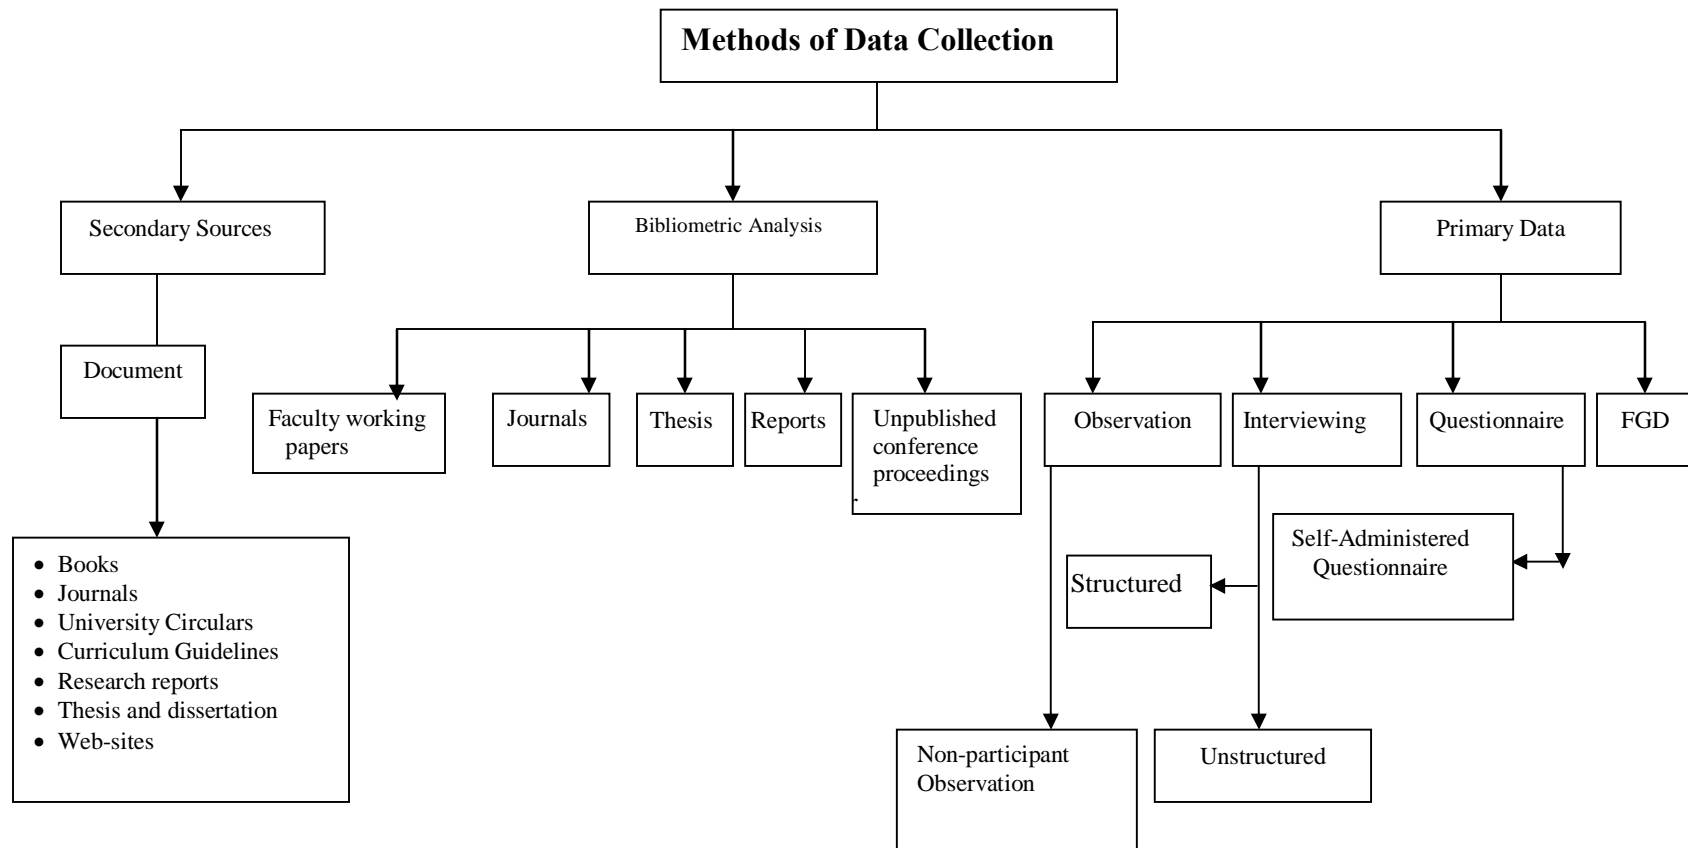 Methods of Data Collection
Secondary Sources
Bibliometric Analysis
Primary Data
Document
Faculty working
papers
Journals
Thesis
Reports
Unpublished
conference
proceedings
Observation
Interviewing
Questionnaire
FGD
Self-Administered
Questionnaire
Structured
• Books
• Journals
• University Circulars
• Curriculum Guidelines
• Research reports
• Thesis and dissertation
• Web-sites
Non-participant
Observation
Unstructured